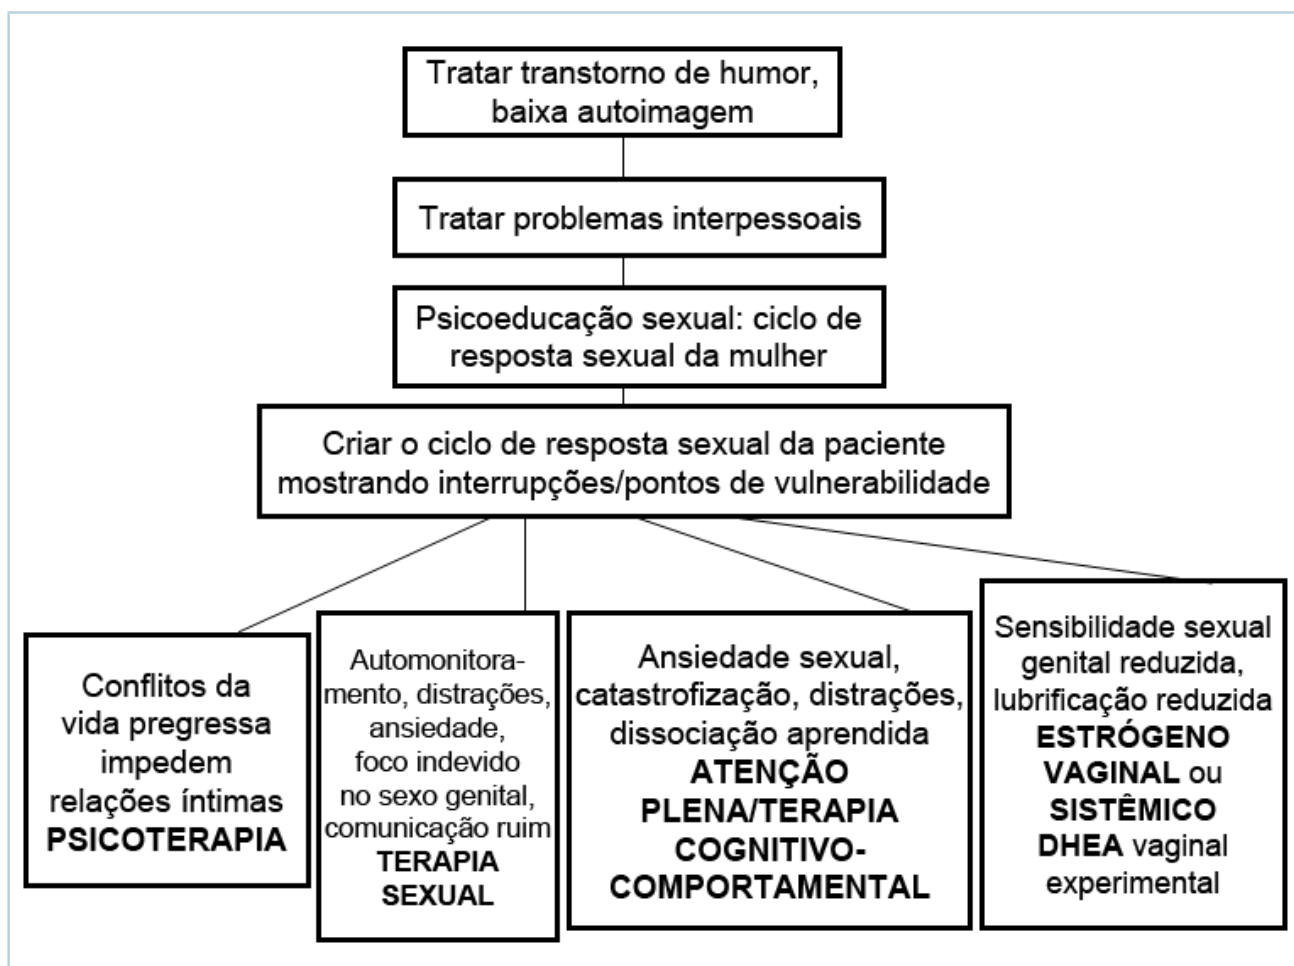 Tratar transtorno de humor,
baixa autoimagem
Tratar problemas interpessoais
Psicoeducação sexual: ciclo de
resposta sexual da mulher
Criar o ciclo de resposta sexual da paciente
mostrando interrupções/pontos de vulnerabilidade
Conflitos da
vida pregressa
impedem
relações íntimas
PSICOTERAPIA
Automonitora-
mento, distrações,
ansiedade,
foco indevido
no sexo genital,
comunicação ruim
TERAPIA
SEXUAL
Ansiedade sexual,
catastrofização, distrações,
dissociação aprendida
ATENÇÃO
PLENA/TERAPIA
COGNITIVO-
COMPORTAMENTAL
Sensibilidade sexual
genital reduzida,
lubrificação reduzida
ESTRÓGENO
VAGINAL ou
SISTÊMICO
DHEA vaginal
experimental